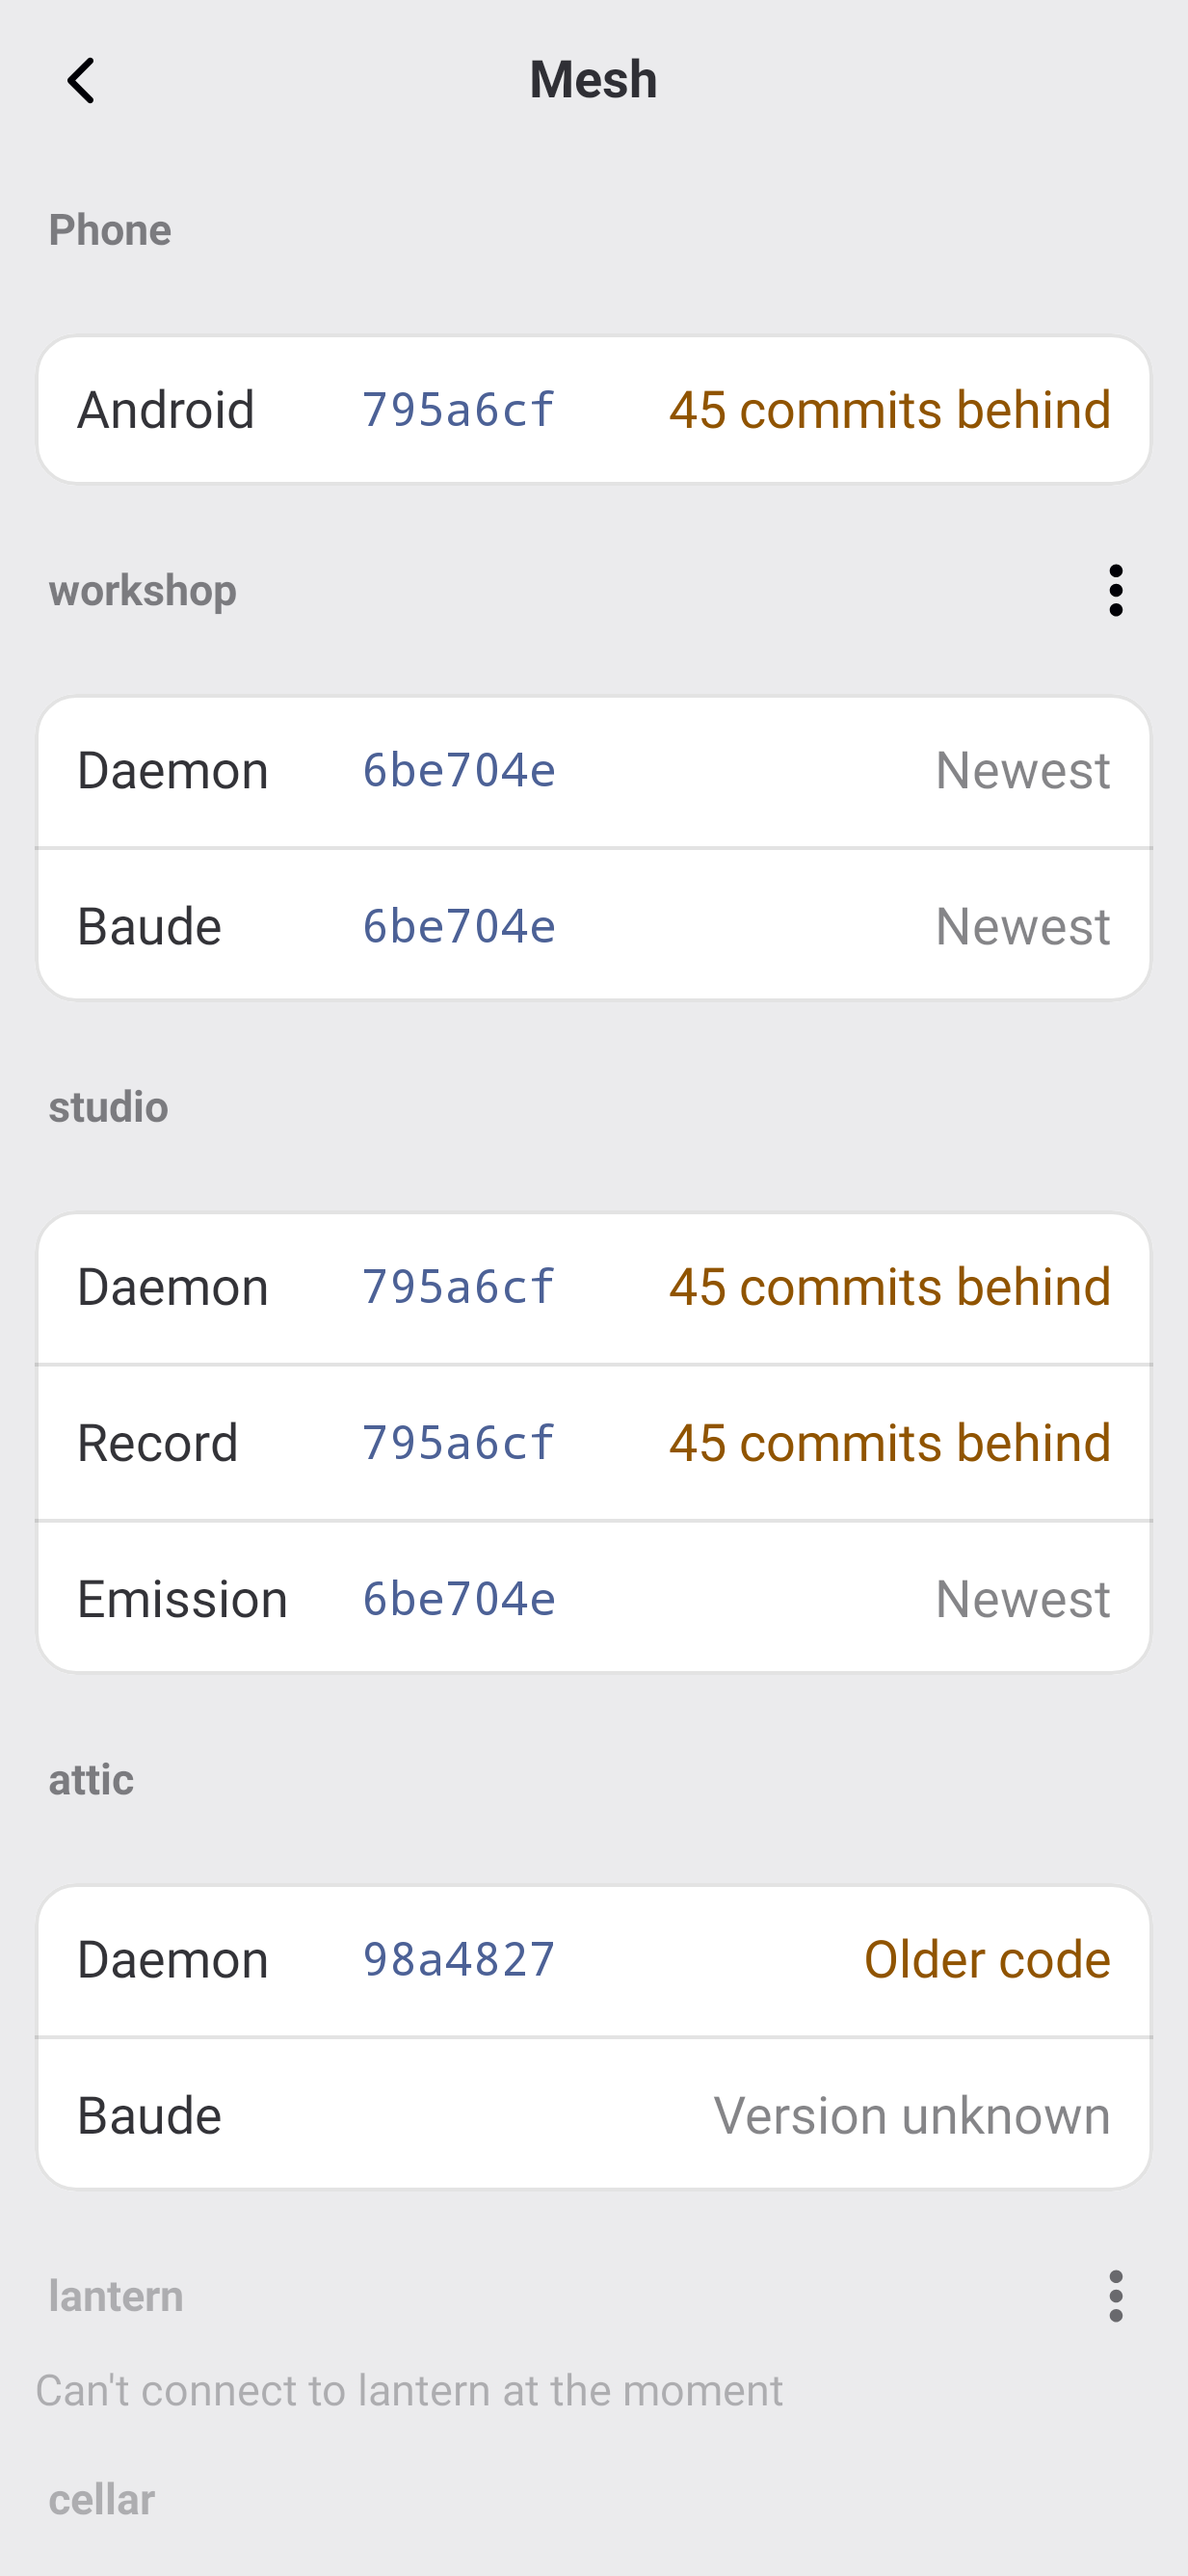 Mesh
Phone
Android 795a6cf 45 commits behind
workshop
Daemon 6be704e Newest
Baude 6be704e Newest
studio
Daemon 795a6cf 45 commits behind
Record 795a6cf 45 commits behind
Emission 6be704e Newest
attic
Daemon 98a4827 Older code
Baude Version unknown
lantern
Can't connect to lantern at the moment
cellar